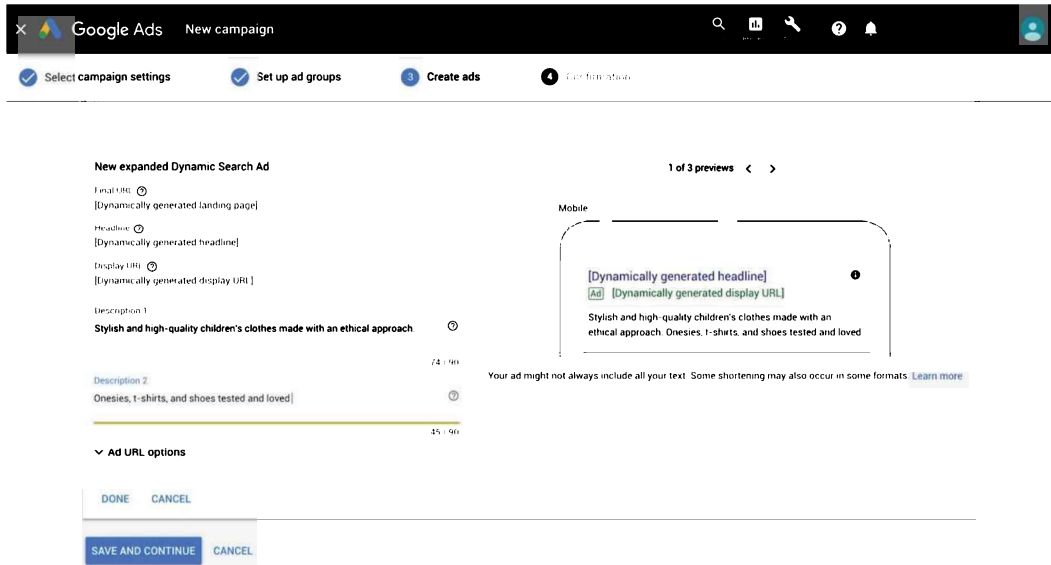 Google Ads New campaign
Select campaign settings
Set up ad groups
3 Create ads
4 Confirmation
New expanded Dynamic Search Ad
Final URL
[Dynamically generated landing page]
Headline
[Dynamically generated headline]
Display URL
[Dynamically generated display URL]
Description 1
Stylish and high-quality children's clothes made with an ethical approach.
74 / 90
Description 2
Onesies, t-shirts, and shoes tested and loved
45 / 90
Ad URL options
DONE CANCEL
SAVE AND CONTINUE CANCEL
1 of 3 previews
Mobile
[Dynamically generated headline]
Ad [Dynamically generated display URL]
Stylish and high-quality children's clothes made with an
ethical approach. Onesies, t-shirts, and shoes tested and loved
Your ad might not always include all your text. Some shortening may also occur in some formats. Learn more